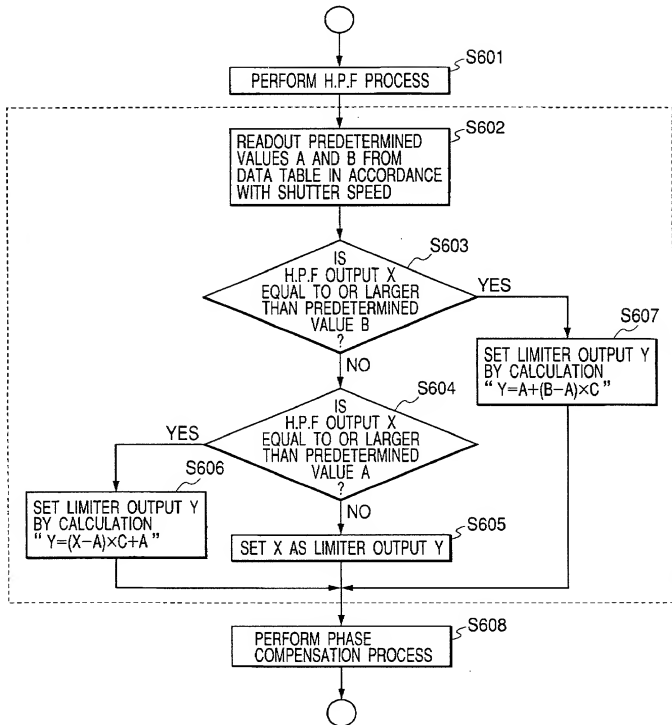 S601
PERFORM H.P.F PROCESS
S602
READOUT PREDETERMINED
VALUES A AND B FROM
DATA TABLE IN ACCORDANCE
WITH SHUTTER SPEED
S603
IS
H.P.F OUTPUT X
EQUAL TO OR LARGER
THAN PREDETERMINED
VALUE B
?
YES
NO
S607
SET LIMITER OUTPUT Y
BY CALCULATION
“ Y=A+(B−A)×C ”
S604
IS
H.P.F OUTPUT X
EQUAL TO OR LARGER
THAN PREDETERMINED
VALUE A
?
YES
NO
S606
SET LIMITER OUTPUT Y
BY CALCULATION
“ Y=(X−A)×C+A ”
S605
SET X AS LIMITER OUTPUT Y
S608
PERFORM PHASE
COMPENSATION PROCESS